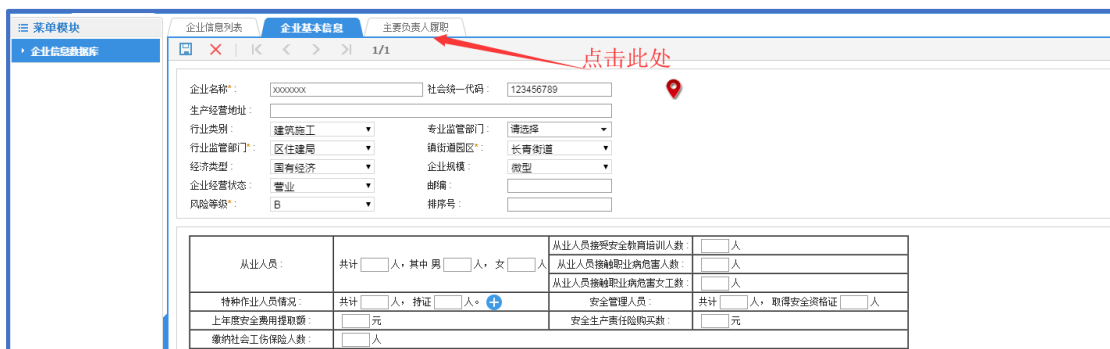 菜单模块
企业信息列表 企业基本信息 主要负责人履职
企业信息数据库
1/1
点击此处
企业名称*： xxxxxxx 社会统一代码： 123456789
生产经营地址：
行业类别： 建筑施工 专业监管部门： 请选择
行业监管部门*： 区住建局 镇街道园区*： 长青街道
经济类型： 国有经济 企业规模： 微型
企业经营状态： 营业 邮编：
风险等级*： B 排序号：
从业人员： 共计 人，其中 男 人，女 人
从业人员接受安全教育培训人数： 人
从业人员接触职业病危害人数： 人
从业人员接触职业病危害女工数： 人
特种作业人员情况： 共计 人，持证 人。 安全管理人员： 共计 人，取得安全资格证 人
上年度安全费用提取额： 元 安全生产责任险购买数： 元
缴纳社会工伤保险人数： 人